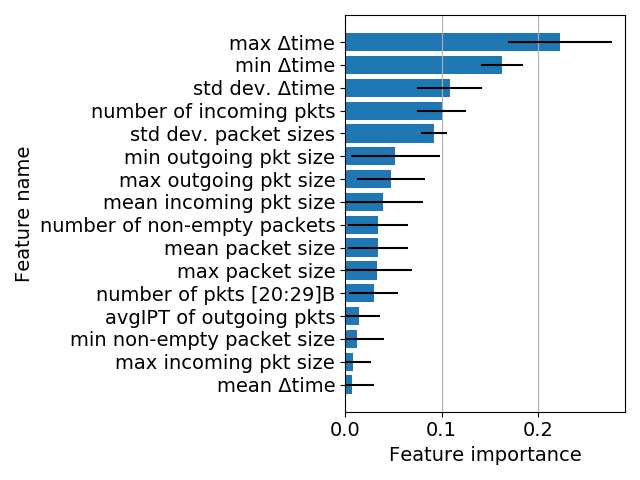 max Δtime
min Δtime
std dev. Δtime
number of incoming pkts
std dev. packet sizes
min outgoing pkt size
max outgoing pkt size
mean incoming pkt size
number of non-empty packets
mean packet size
max packet size
number of pkts [20:29]B
avgIPT of outgoing pkts
min non-empty packet size
max incoming pkt size
mean Δtime
Feature name
0.0 0.1 0.2
Feature importance